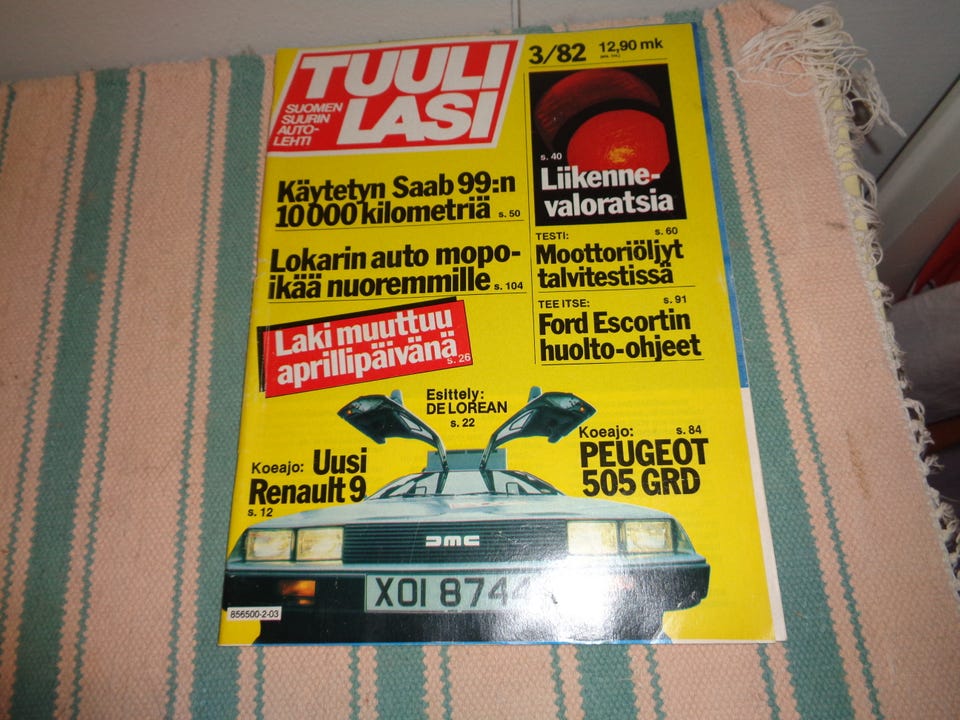 TUULI
LASI
SUOMEN
SUURIN
AUTO-
LEHTI
3/82 12,90 mk
s. 40
Liikenne-
valoratsia
Käytetyn Saab 99:n
10 000 kilometriä s. 50
TESTI: s. 60
Moottoriöljyt
talvitestissä
Lokarin auto mopo-
ikää nuoremmille s. 104
TEE ITSE: s. 91
Ford Escortin
huolto-ohjeet
Laki muuttuu
aprillipäivänä
s. 26
Esittely:
DE LOREAN
s. 22
Koeajo: s. 84
PEUGEOT
505 GRD
Koeajo: Uusi
Renault 9
s. 12
DMC
XOI 8744
856500-2-03